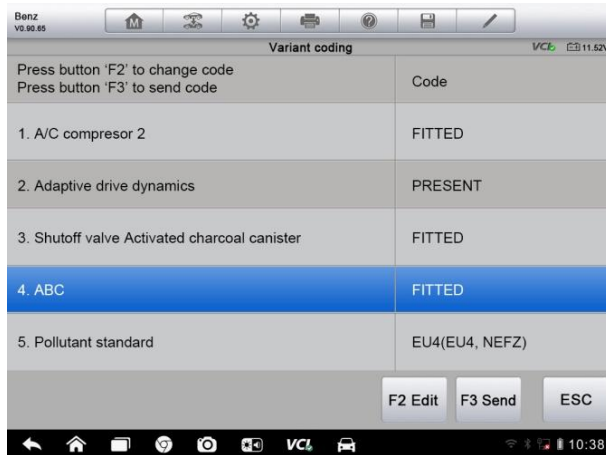 Benz
V0.90.65
Variant coding
VCI 11.52V
Press button ‘F2’ to change code
Press button ‘F3’ to send code
Code
1. A/C compresor 2
FITTED
2. Adaptive drive dynamics
PRESENT
3. Shutoff valve Activated charcoal canister
FITTED
4. ABC
FITTED
5. Pollutant standard
EU4(EU4, NEFZ)
F2 Edit
F3 Send
ESC
VCI
10:38